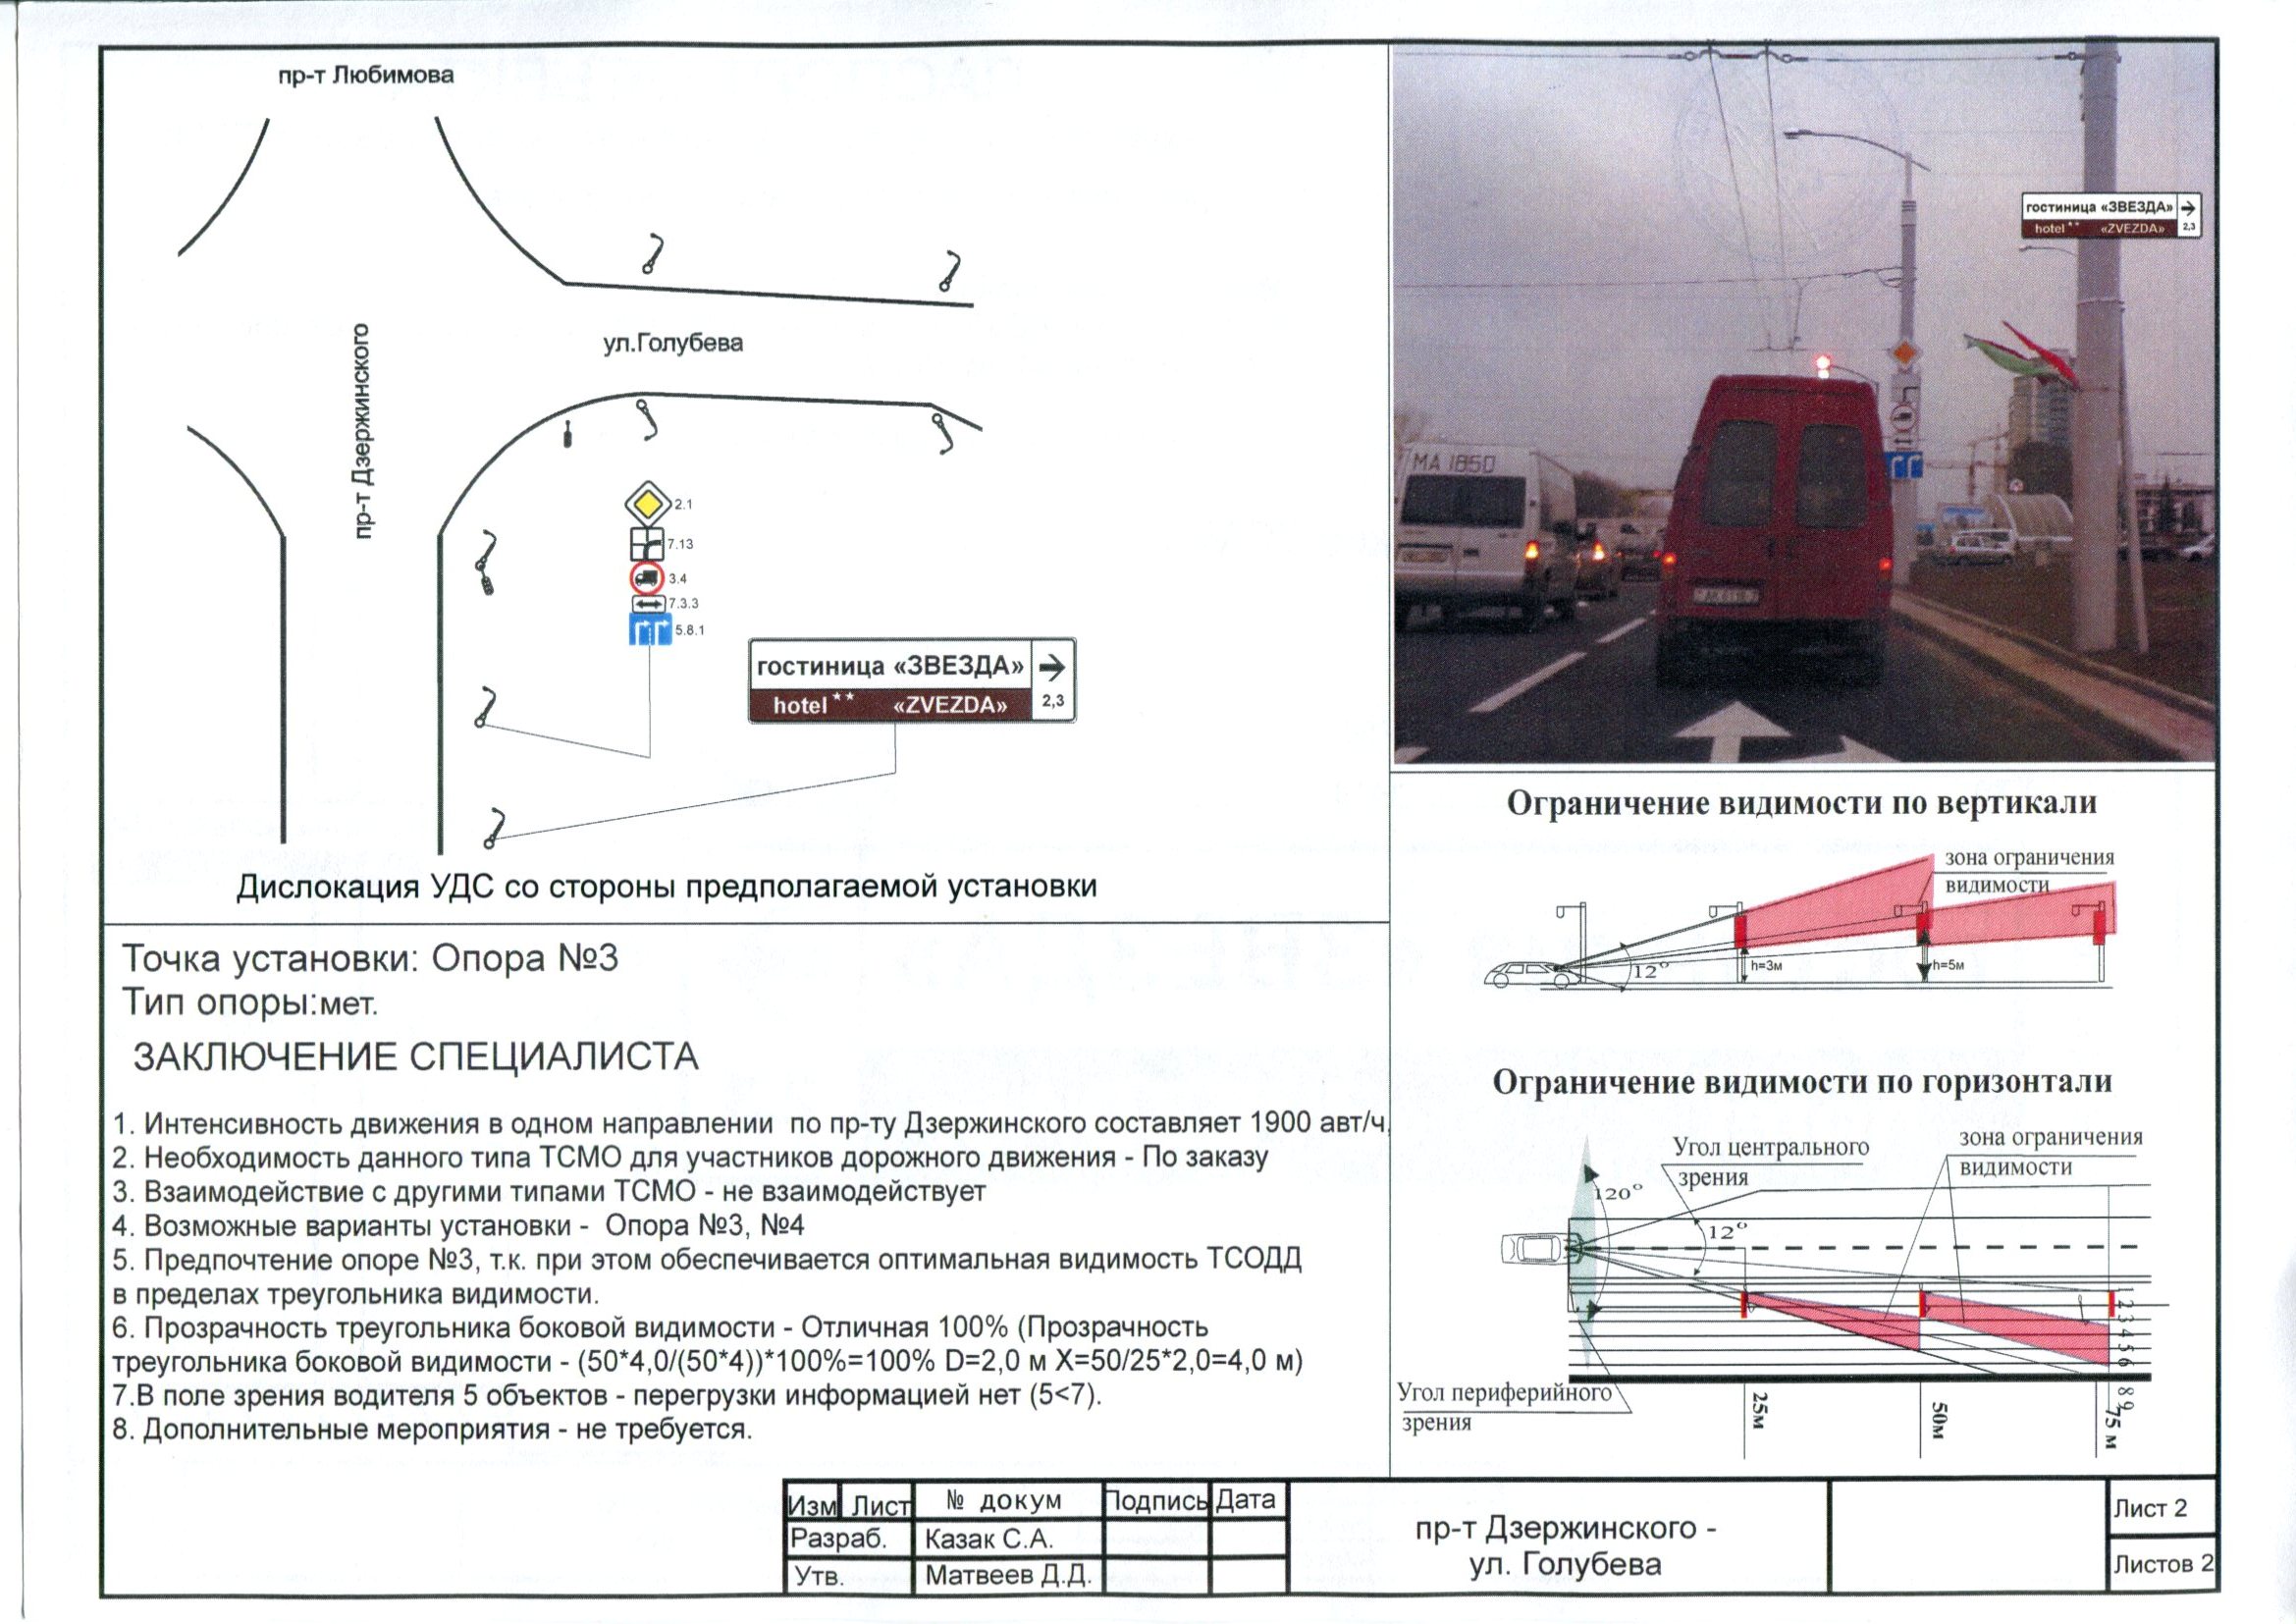 пр-т Любимова
ул.Голубева
пр-т Дзержинского
2.1
7.13
3.4
7.3.3
5.8.1
гостиница «ЗВЕЗДА»
hotel** «ZVEZDA»
2,3
Дислокация УДС со стороны предполагаемой установки
гостиница «ЗВЕЗДА»
hotel** «ZVEZDA»
2,3
МА 1850
Точка установки: Опора №3
Тип опоры:мет.
ЗАКЛЮЧЕНИЕ СПЕЦИАЛИСТА
1. Интенсивность движения в одном направлении по пр-ту Дзержинского составляет 1900 авт/ч,
2. Необходимость данного типа ТСМО для участников дорожного движения - По заказу
3. Взаимодействие с другими типами ТСМО - не взаимодействует
4. Возможные варианты установки - Опора №3, №4
5. Предпочтение опоре №3, т.к. при этом обеспечивается оптимальная видимость ТСОДД
в пределах треугольника видимости.
6. Прозрачность треугольника боковой видимости - Отличная 100% (Прозрачность
треугольника боковой видимости - (50*4,0/(50*4))*100%=100% D=2,0 м X=50/25*2,0=4,0 м)
7.В поле зрения водителя 5 объектов - перегрузки информацией нет (5<7).
8. Дополнительные мероприятия - не требуется.
Ограничение видимости по вертикали
зона ограничения
видимости
12°
h=3м
h=5м
Ограничение видимости по горизонтали
Угол центрального
зрения
зона ограничения
видимости
120°
12°
Угол периферийного
зрения
25м
50м
75 м
1 2 3 4 5 6 8 9
Изм Лист № докум Подпись Дата
Разраб. Казак С.А.
Утв. Матвеев Д.Д.
пр-т Дзержинского -
ул. Голубева
Лист 2
Листов 2